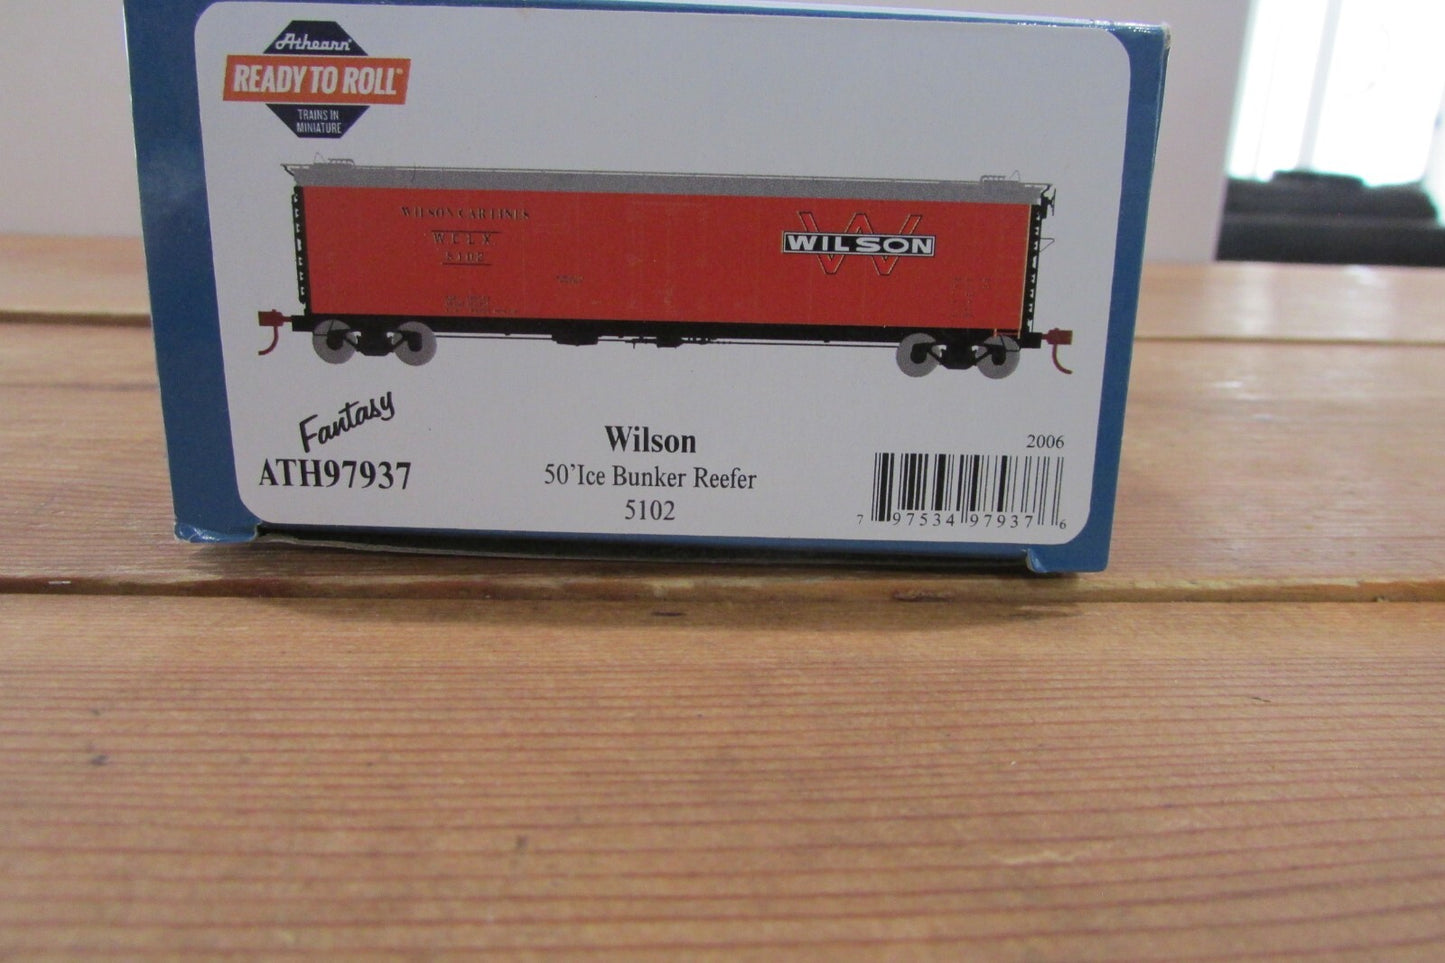 Athearn
READY TO ROLL
TRAINS IN
MINIATURE
WILSON CAR LINES
W C L X
5102
WILSON
Fantasy
ATH97937
Wilson
50'Ice Bunker Reefer
5102
2006
7 97534 97937 6